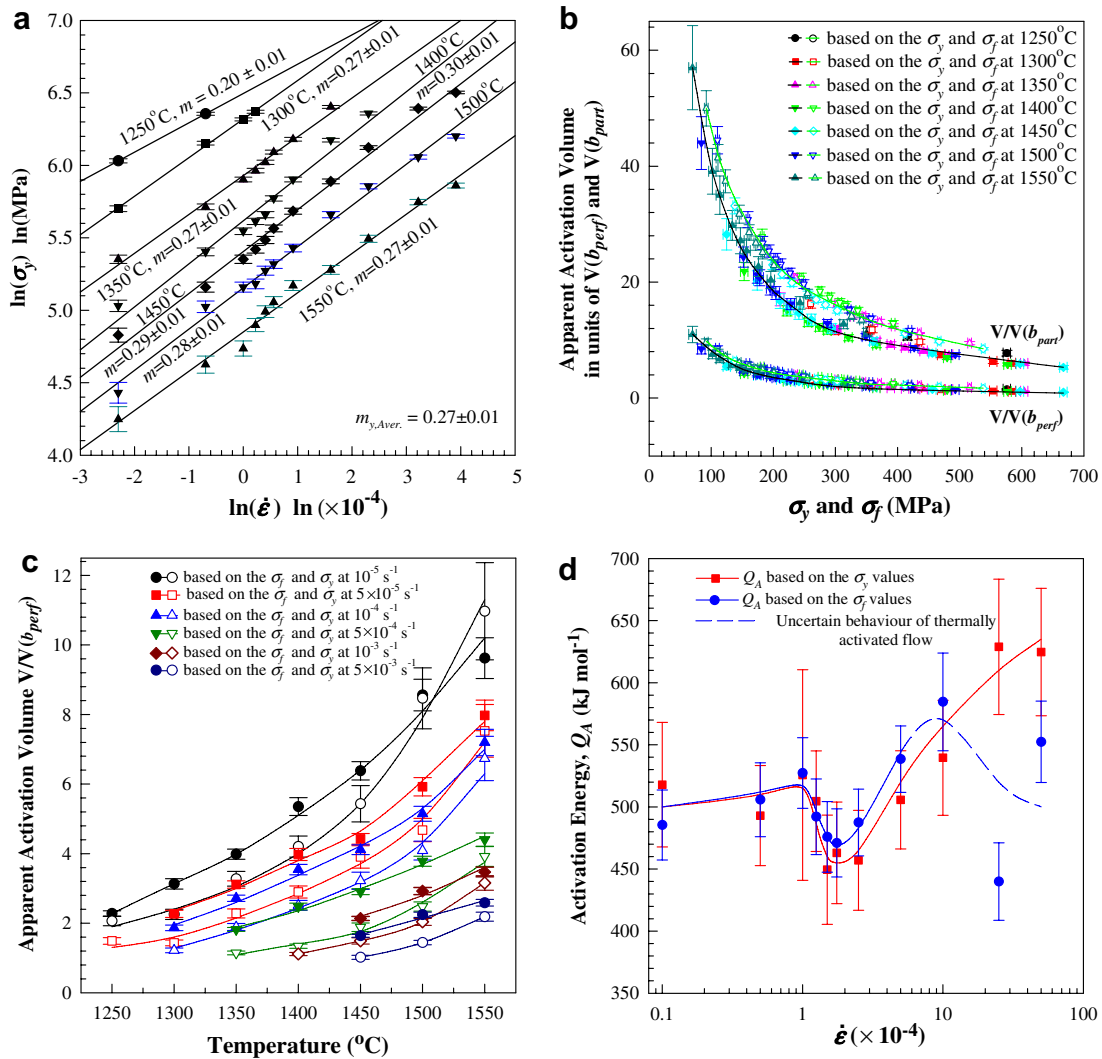 a
7.0
6.5
6.0
5.5
5.0
4.5
4.0
ln(σy) ln(MPa)
1250°C, m = 0.20 ± 0.01
1300°C, m=0.27±0.01
1400°C
m=0.30±0.01
1500°C
1350°C, m=0.27±0.01
1450°C
m=0.29±0.01
m=0.28±0.01
1550°C, m=0.27±0.01
my,Aver. = 0.27±0.01
-3 -2 -1 0 1 2 3 4 5
ln(ε̇) ln (×10-4)
b
60
40
20
0
Apparent Activation Volume
in units of V(bperf) and V(bpart)
based on the σy and σf at 1250°C
based on the σy and σf at 1300°C
based on the σy and σf at 1350°C
based on the σy and σf at 1400°C
based on the σy and σf at 1450°C
based on the σy and σf at 1500°C
based on the σy and σf at 1550°C
V/V(bpart)
V/V(bperf)
0 100 200 300 400 500 600 700
σy and σf (MPa)
c
12
10
8
6
4
2
0
Apparent Activation Volume V/V(bperf)
based on the σf and σy at 10-5 s-1
based on the σf and σy at 5×10-5 s-1
based on the σf and σy at 10-4 s-1
based on the σf and σy at 5×10-4 s-1
based on the σf and σy at 10-3 s-1
based on the σf and σy at 5×10-3 s-1
1250 1300 1350 1400 1450 1500 1550
Temperature (°C)
d
700
650
600
550
500
450
400
350
Activation Energy, QA (kJ mol-1)
QA based on the σy values
QA based on the σf values
Uncertain behaviour of thermally
activated flow
0.1 1 10 100
ε̇ (×10-4)